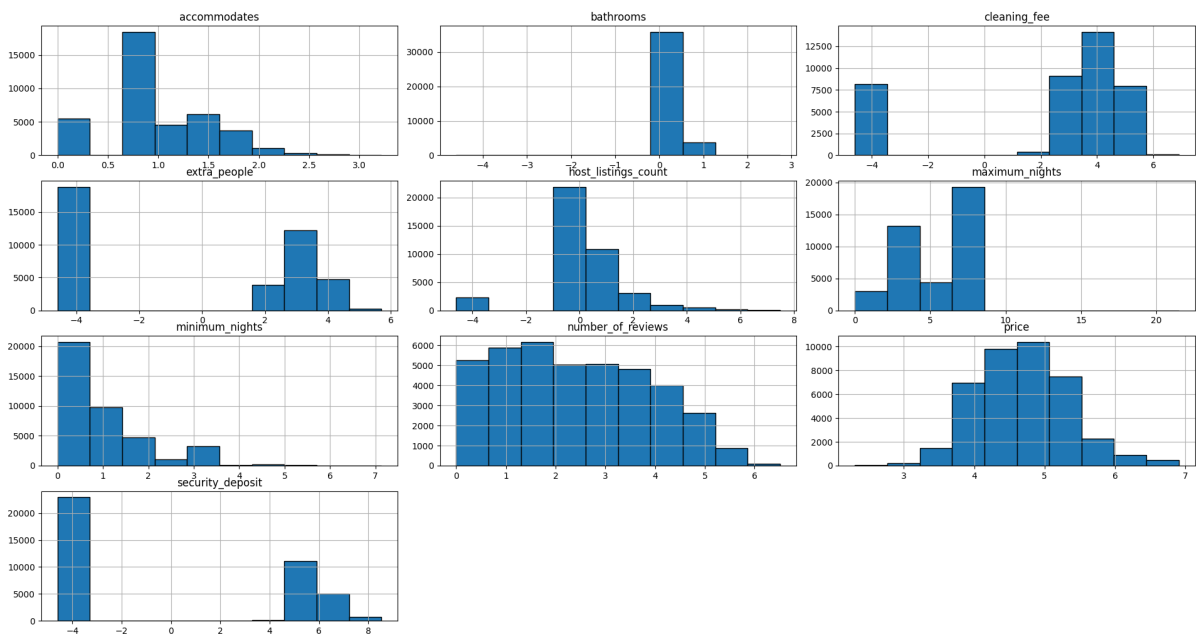 accommodates
bathrooms
cleaning_fee
15000
10000
5000
0
0.0 0.5 1.0 1.5 2.0 2.5 3.0
30000
20000
10000
0
−4 −3 −2 −1 0 1 2 3
12500
10000
7500
5000
2500
0
−4 −2 0 2 4 6
extra_people
host_listings_count
maximum_nights
15000
10000
5000
0
−4 −2 0 2 4 6
20000
15000
10000
5000
0
−4 −2 0 2 4 6 8
20000
15000
10000
5000
0
0 5 10 15 20
minimum_nights
number_of_reviews
price
20000
15000
10000
5000
0
0 1 2 3 4 5 6 7
6000
5000
4000
3000
2000
1000
0
0 1 2 3 4 5 6
10000
8000
6000
4000
2000
0
3 4 5 6 7
security_deposit
20000
15000
10000
5000
0
−4 −2 0 2 4 6 8